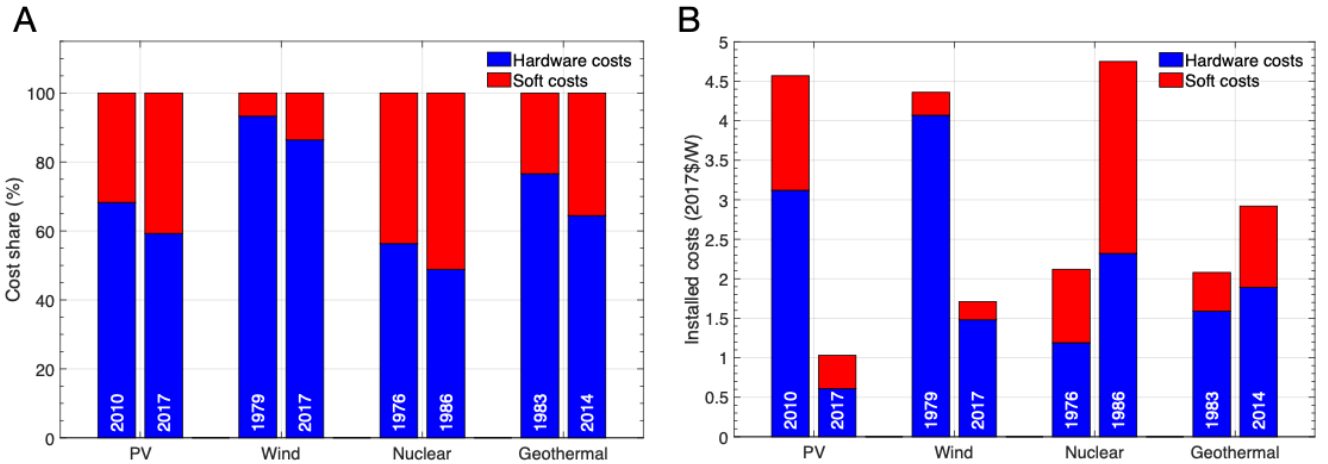 A
Cost share (%)
100
80
60
40
20
0
Hardware costs
Soft costs
2010
2017
1979
2017
1976
1986
1983
2014
PV
Wind
Nuclear
Geothermal
B
Installed costs (2017$/W)
5
4.5
4
3.5
3
2.5
2
1.5
1
0.5
0
Hardware costs
Soft costs
2010
2017
1979
2017
1976
1986
1983
2014
PV
Wind
Nuclear
Geothermal